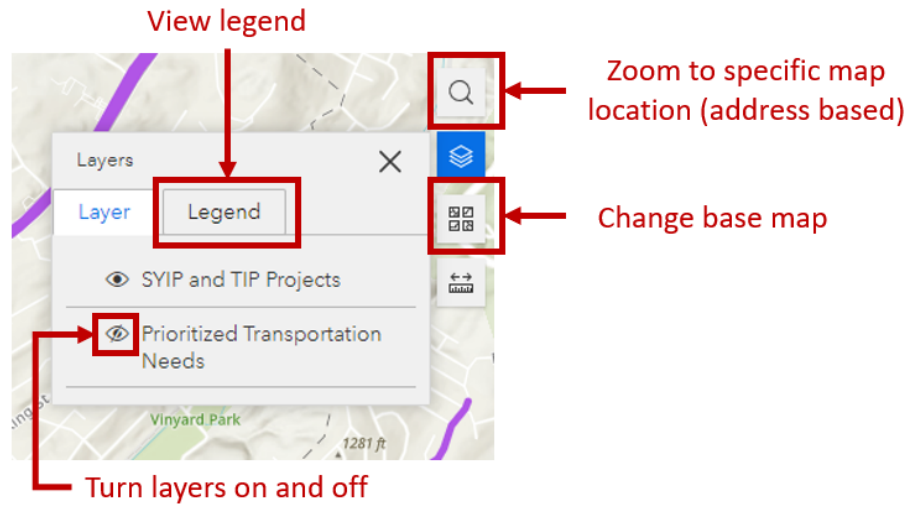 View legend
Zoom to specific map
location (address based)
Layers
Layer
Legend
Change base map
SYIP and TIP Projects
Prioritized Transportation
Needs
Vinyard Park
1281 ft
Turn layers on and off